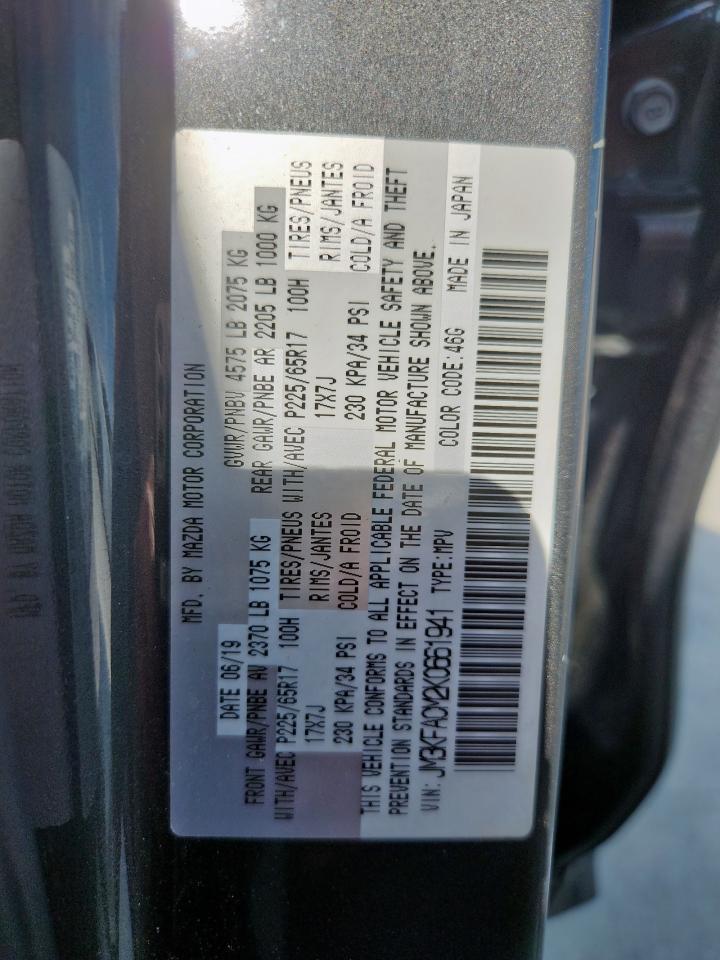 MFD. BY MAZDA MOTOR CORPORATION
DATE 06/19 GVWR/PNBV 4575 LB 2075 KG
FRONT GAWR/PNBE AV 2370 LB 1075 KG REAR GAWR/PNBE AR 2205 LB 1000 KG
WITH/AVEC P225/65R17 100H TIRES/PNEUS WITH/AVEC P225/65R17 100H TIRES/PNEUS
17X7J RIMS/JANTES 17X7J RIMS/JANTES
230 KPA/34 PSI COLD/A FROID 230 KPA/34 PSI COLD/A FROID
THIS VEHICLE CONFORMS TO ALL APPLICABLE FEDERAL MOTOR VEHICLE SAFETY AND THEFT
PREVENTION STANDARDS IN EFFECT ON THE DATE OF MANUFACTURE SHOWN ABOVE.
VIN: JM3KFA0M2K0661941 TYPE:MPV COLOR CODE:46G MADE IN JAPAN